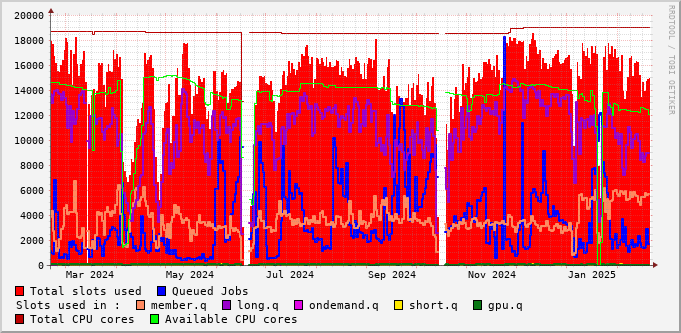 20000
18000
16000
14000
12000
10000
8000
6000
4000
2000
0
Mar 2024 May 2024 Jul 2024 Sep 2024 Nov 2024 Jan 2025
RRDTOOL / TOBI OETIKER
Total slots used Queued Jobs
Slots used in : member.q long.q ondemand.q short.q gpu.q
Total CPU cores Available CPU cores